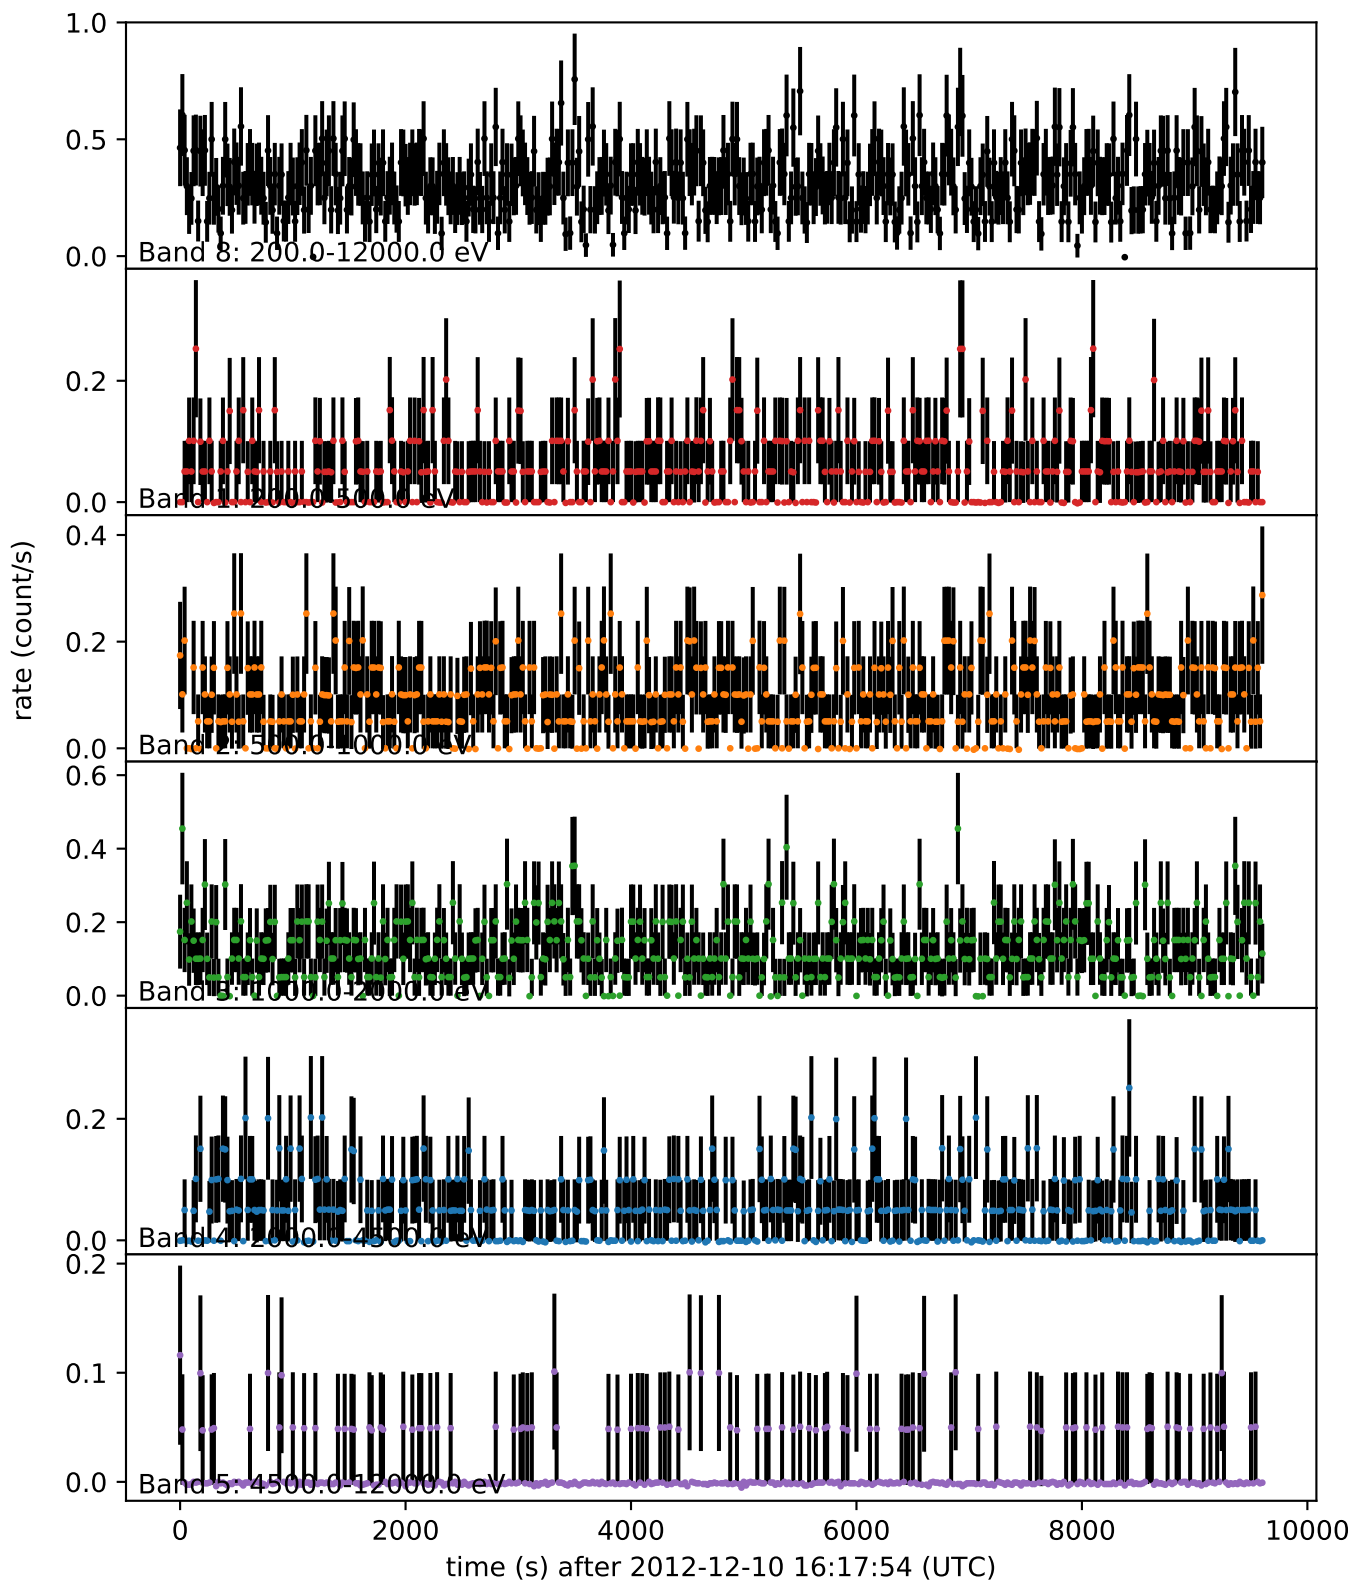 1.0
0.5
0.0
Band 8: 200.0-12000.0 eV
0.2
0.0
Band 1: 200.0-500.0 eV
0.4
0.2
0.0
Band 2: 500.0-1000.0 eV
rate (count/s)
0.6
0.4
0.2
0.0
Band 3: 1000.0-2000.0 eV
0.2
0.0
Band 4: 2000.0-4500.0 eV
0.2
0.1
0.0
Band 5: 4500.0-12000.0 eV
0 2000 4000 6000 8000 10000
time (s) after 2012-12-10 16:17:54 (UTC)